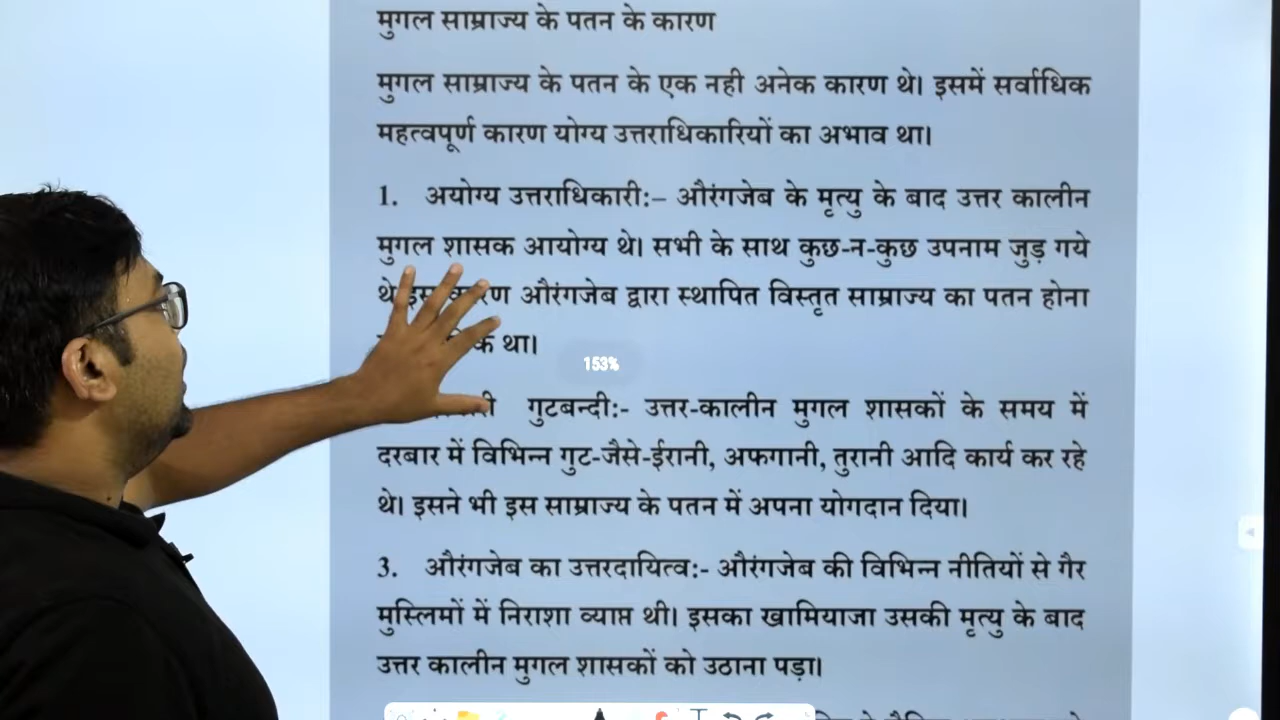 मुगल साम्राज्य के पतन के कारण
मुगल साम्राज्य के पतन के एक नही अनेक कारण थे। इसमें सर्वाधिक
महत्वपूर्ण कारण योग्य उत्तराधिकारियों का अभाव था।
1. अयोग्य उत्तराधिकारी:– औरंगजेब के मृत्यु के बाद उत्तर कालीन
मुगल शासक आयोग्य थे। सभी के साथ कुछ-न-कुछ उपनाम जुड़ गये
थे इस कारण औरंगजेब द्वारा स्थापित विस्तृत साम्राज्य का पतन होना
था।
153%
गुटबन्दी:- उत्तर-कालीन मुगल शासकों के समय में
दरबार में विभिन्न गुट-जैसे-ईरानी, अफगानी, तुरानी आदि कार्य कर रहे
थे। इसने भी इस साम्राज्य के पतन में अपना योगदान दिया।
3. औरंगजेब का उत्तरदायित्व:- औरंगजेब की विभिन्न नीतियों से गैर
मुस्लिमों में निराशा व्याप्त थी। इसका खामियाजा उसकी मृत्यु के बाद
उत्तर कालीन मुगल शासकों को उठाना पड़ा।